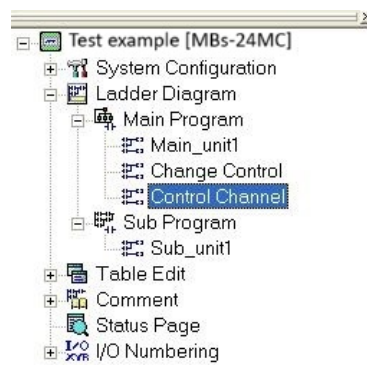 Test example [MBs-24MC]
System Configuration
Ladder Diagram
Main Program
Main_unit1
Change Control
Control Channel
Sub Program
Sub_unit1
Table Edit
Comment
Status Page
I/O Numbering